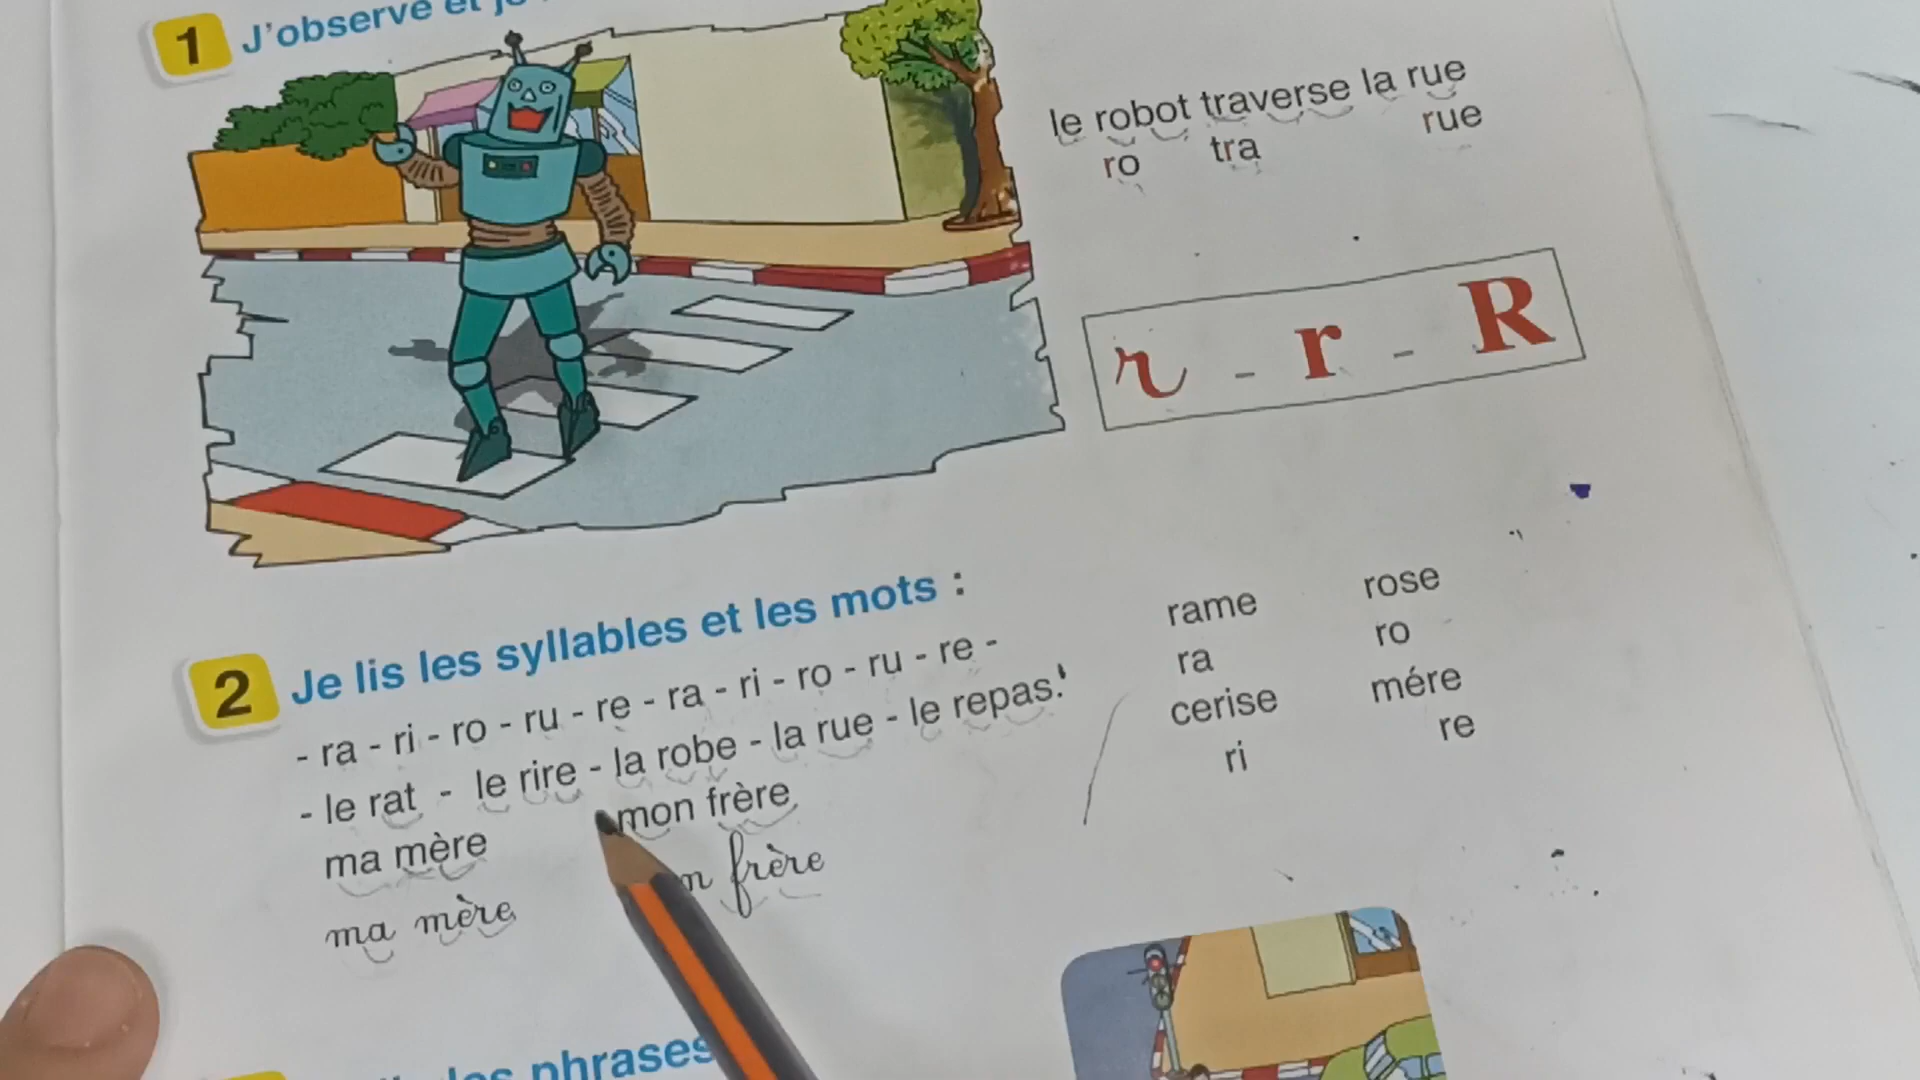 1 J'observe et
le robot traverse la rue
ro tra rue
r - r - R
2 Je lis les syllables et les mots :
- ra - ri - ro - ru - re - ra - ri - ro - ru - re -
- le rat - le rire - la robe - la rue - le repas.
ma mère mon frère
ma mère n frère
rame rose
ra ro
cerise mére
ri re
phrases